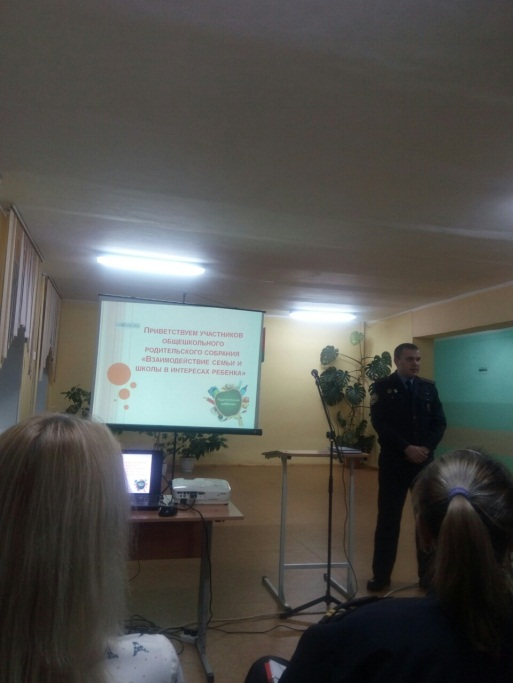 Приветствуем участников
общешкольного
родительского собрания
«Взаимодействие семьи и
школы в интересах ребенка»